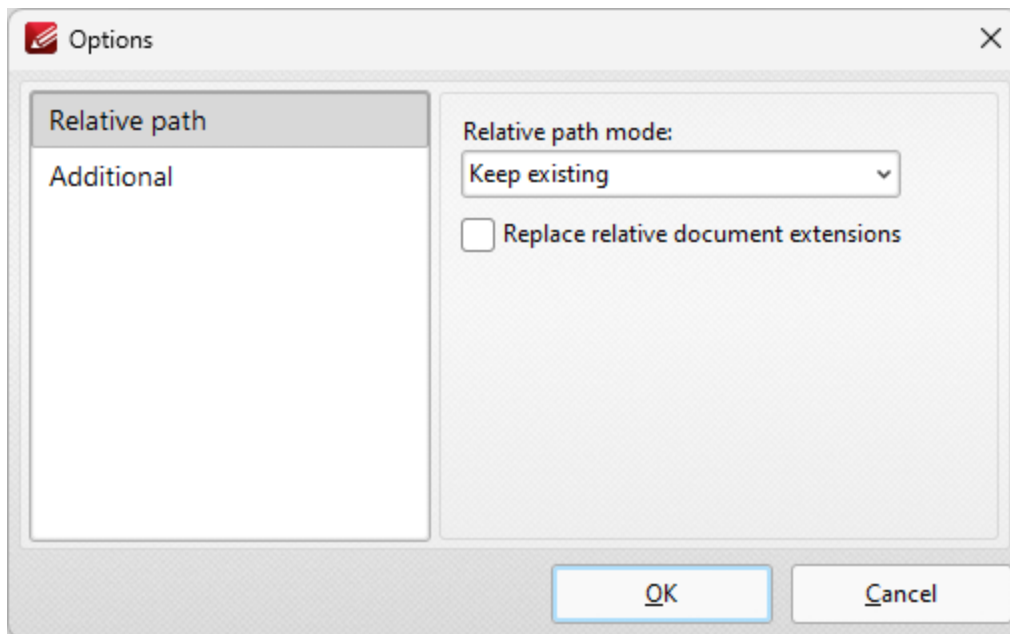 Options
Relative path
Additional
Relative path mode:
Keep existing
Replace relative document extensions
OK
Cancel